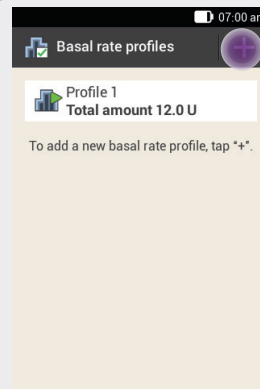 07:00 am
Basal rate profiles
Profile 1
Total amount 12.0 U
To add a new basal rate profile, tap "+".